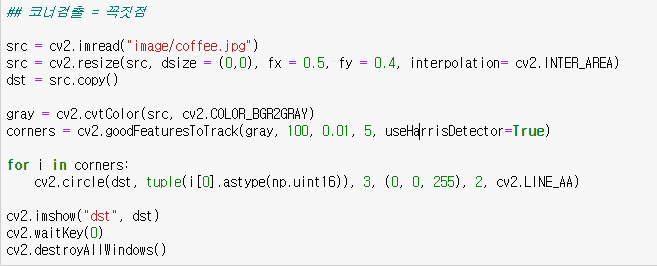 ## 코너검출 = 꼭짓점
src = cv2.imread("image/coffee.jpg")
src = cv2.resize(src, dsize = (0,0), fx = 0.5, fy = 0.4, interpolation= cv2.INTER_AREA)
dst = src.copy()
gray = cv2.cvtColor(src, cv2.COLOR_BGR2GRAY)
corners = cv2.goodFeaturesToTrack(gray, 100, 0.01, 5, useHarrisDetector=True)
for i in corners:
    cv2.circle(dst, tuple(i[0].astype(np.uint16)), 3, (0, 0, 255), 2, cv2.LINE_AA)
cv2.imshow("dst", dst)
cv2.waitKey(0)
cv2.destroyAllWindows()